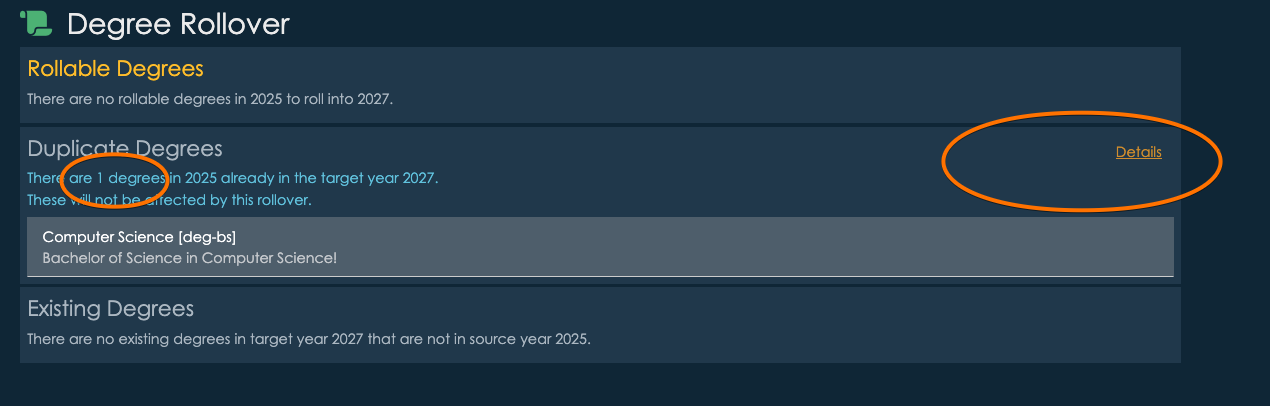 Degree Rollover
Rollable Degrees
There are no rollable degrees in 2025 to roll into 2027.
Duplicate Degrees
Details
There are 1 degrees in 2025 already in the target year 2027.
These will not be affected by this rollover.
Computer Science [deg-bs]
Bachelor of Science in Computer Science!
Existing Degrees
There are no existing degrees in target year 2027 that are not in source year 2025.